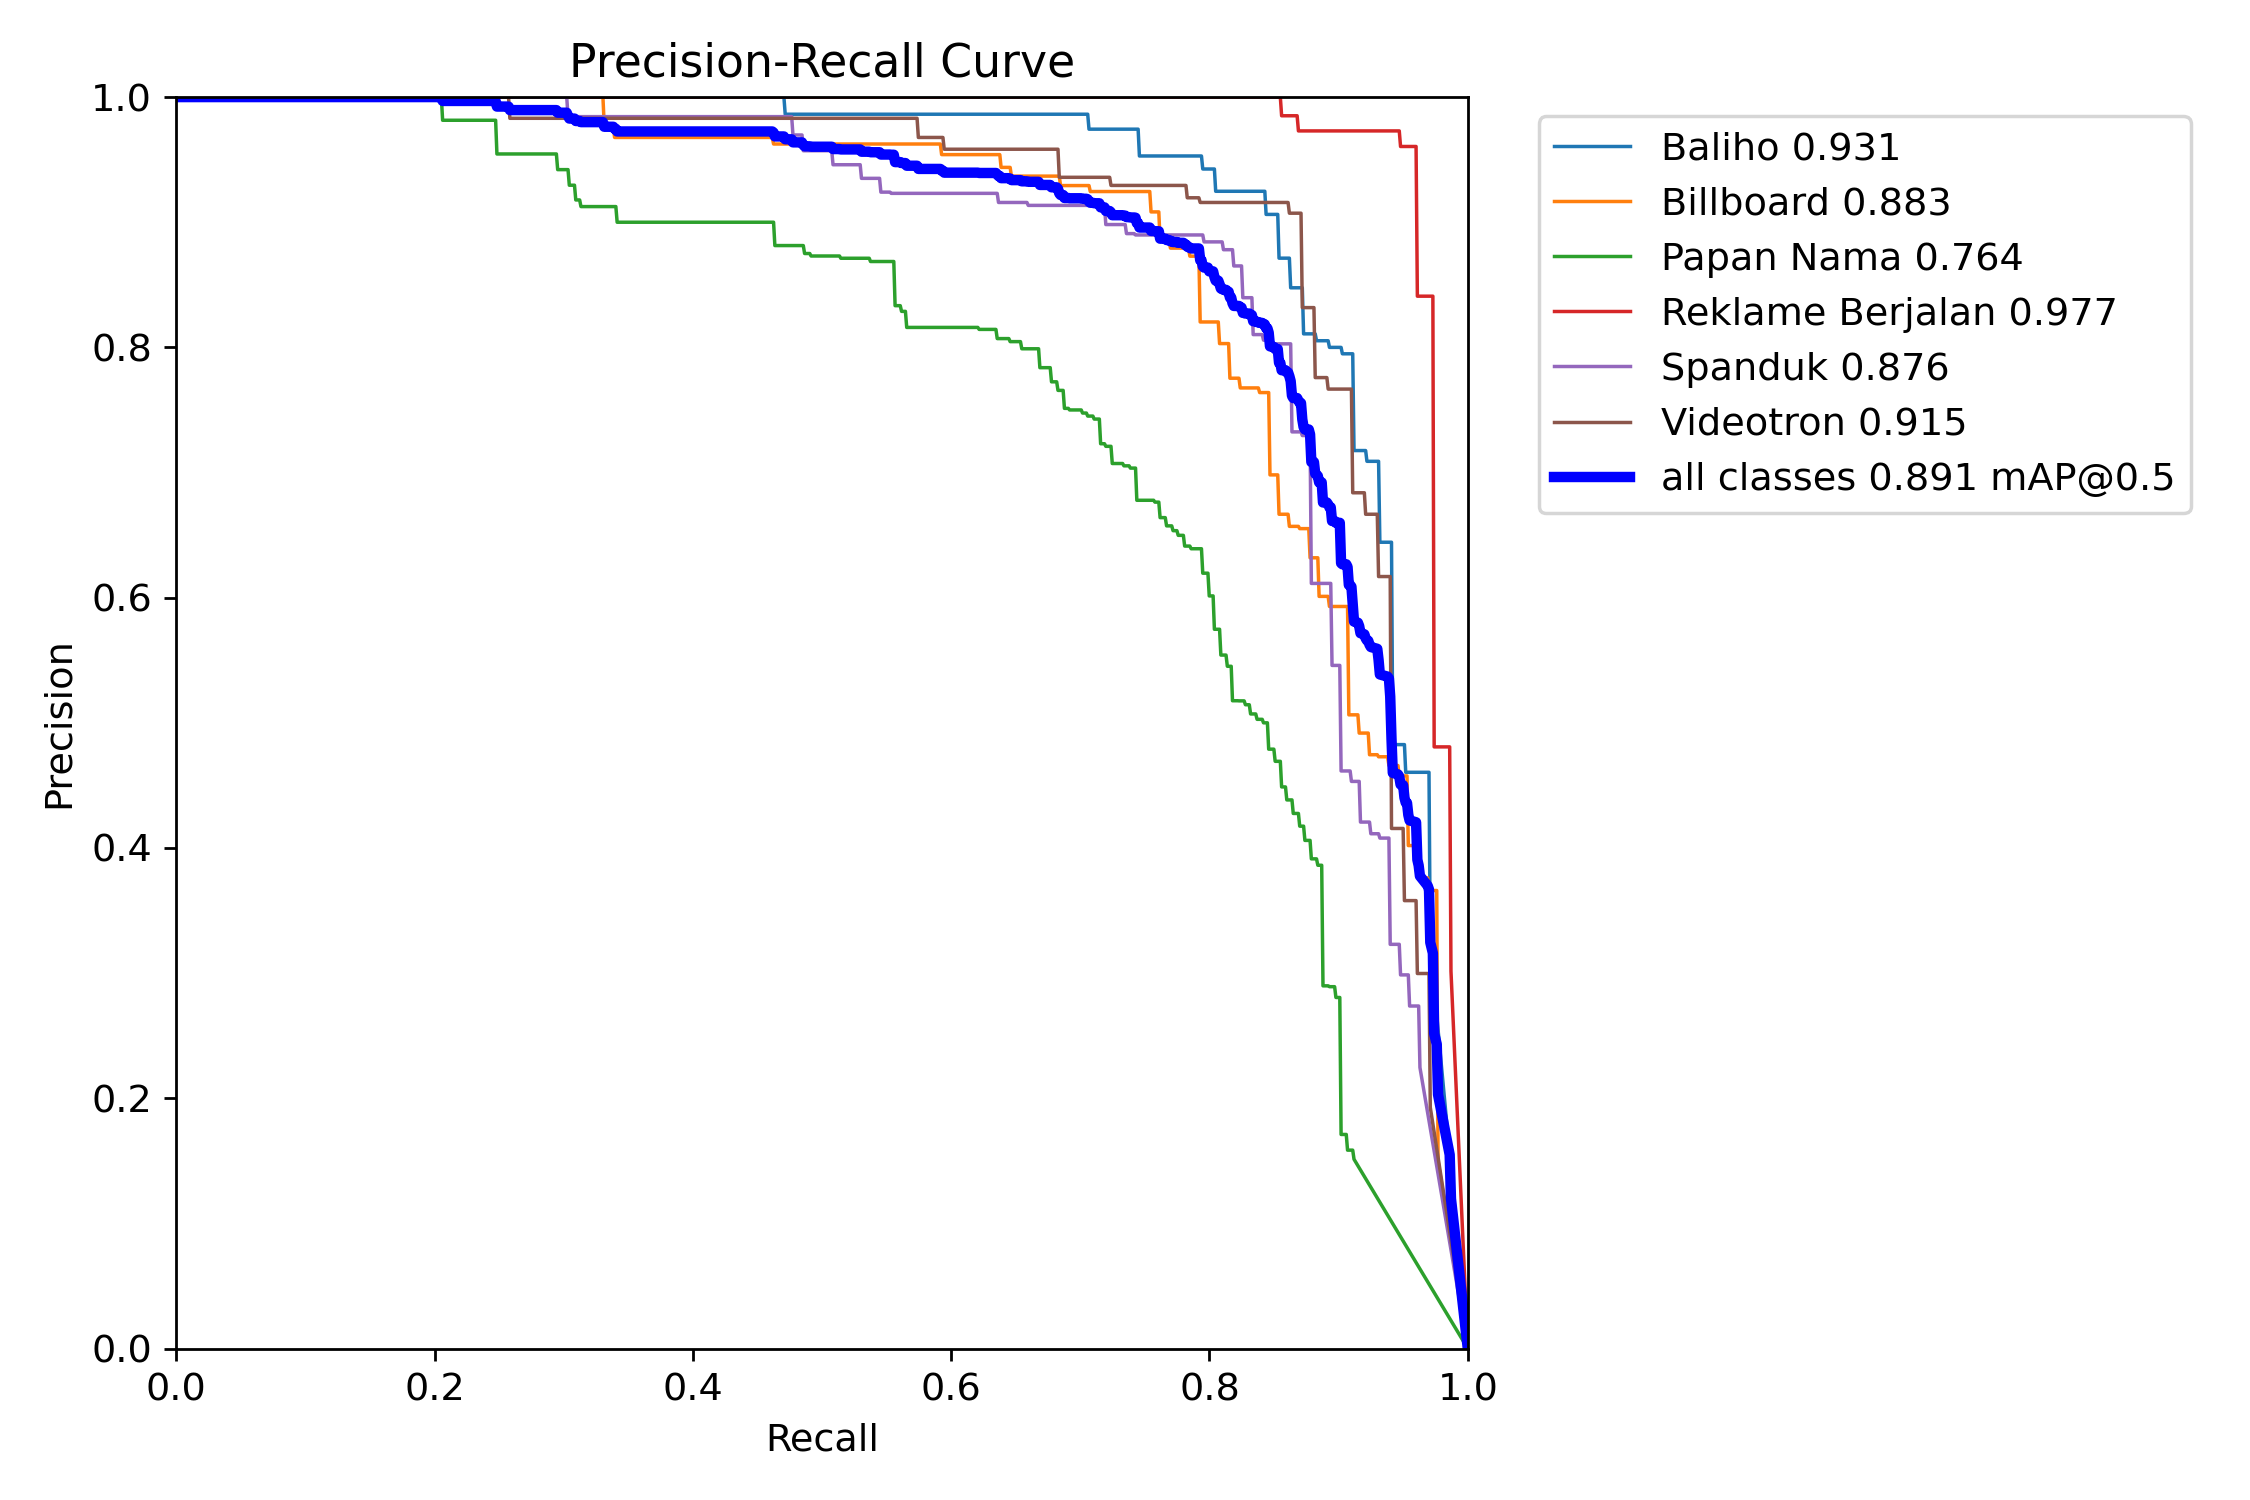 Precision-Recall Curve
1.0
0.8
0.6
0.4
0.2
0.0
Precision
0.0 0.2 0.4 0.6 0.8 1.0
Recall
Baliho 0.931
Billboard 0.883
Papan Nama 0.764
Reklame Berjalan 0.977
Spanduk 0.876
Videotron 0.915
all classes 0.891 mAP@0.5